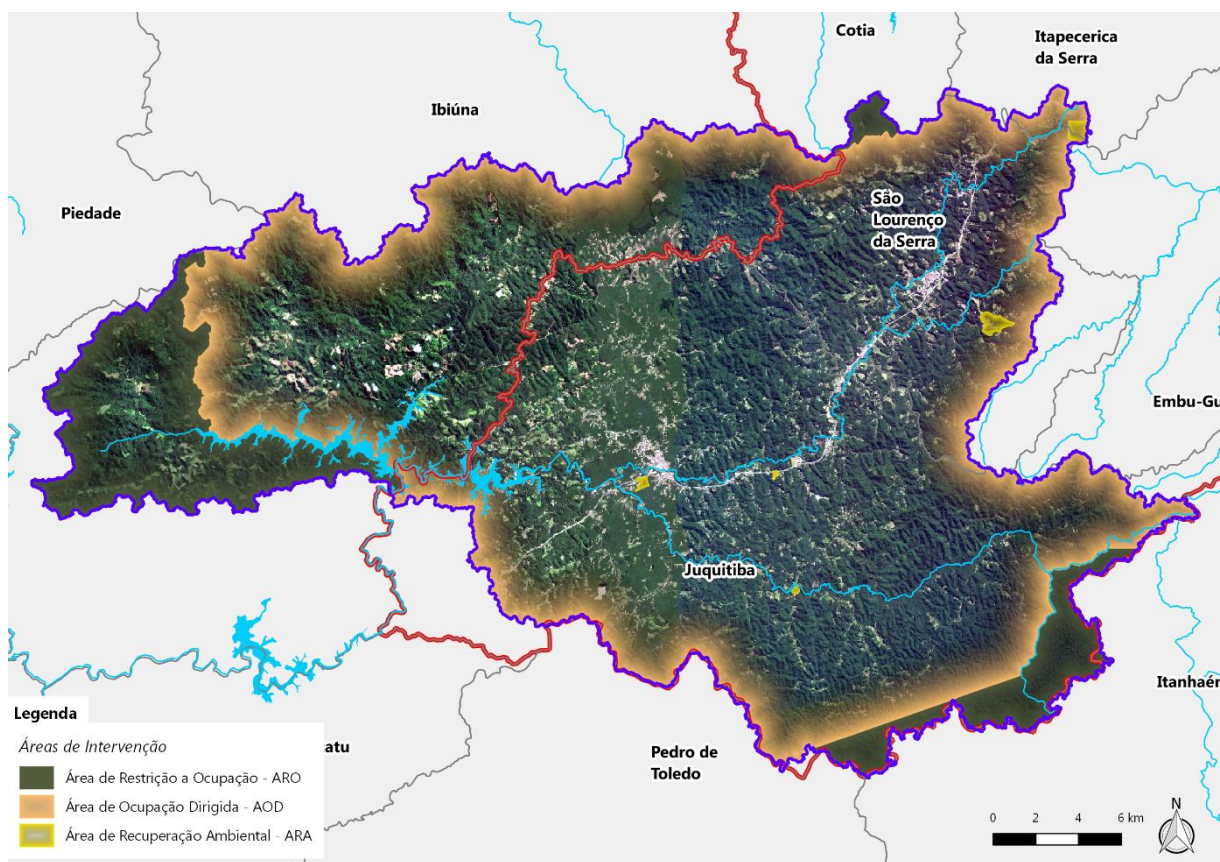 Cotia
Itapecerica
da Serra
Ibiúna
Piedade
São
Lourenço
da Serra
Embu-Gu
Juquitiba
Itanhaém
Pedro de
Toledo
atu
Legenda
Áreas de Intervenção
Área de Restrição a Ocupação - ARO
Área de Ocupação Dirigida - AOD
Área de Recuperação Ambiental - ARA
0 2 4 6 km
N